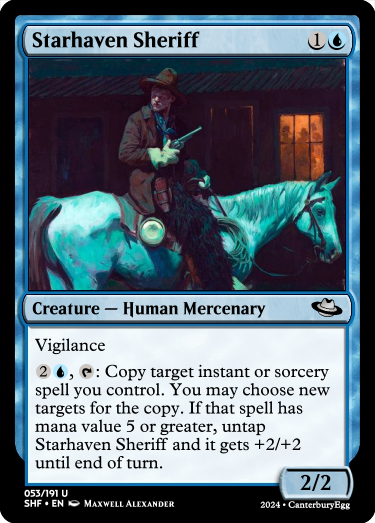 Starhaven Sheriff 1
Creature — Human Mercenary
Vigilance
2, : Copy target instant or sorcery
spell you control. You may choose new
targets for the copy. If that spell has
mana value 5 or greater, untap
Starhaven Sheriff and it gets +2/+2
until end of turn.
2/2
053/191 U
SHF • EN Maxwell Alexander
2024 • CanterburyEgg